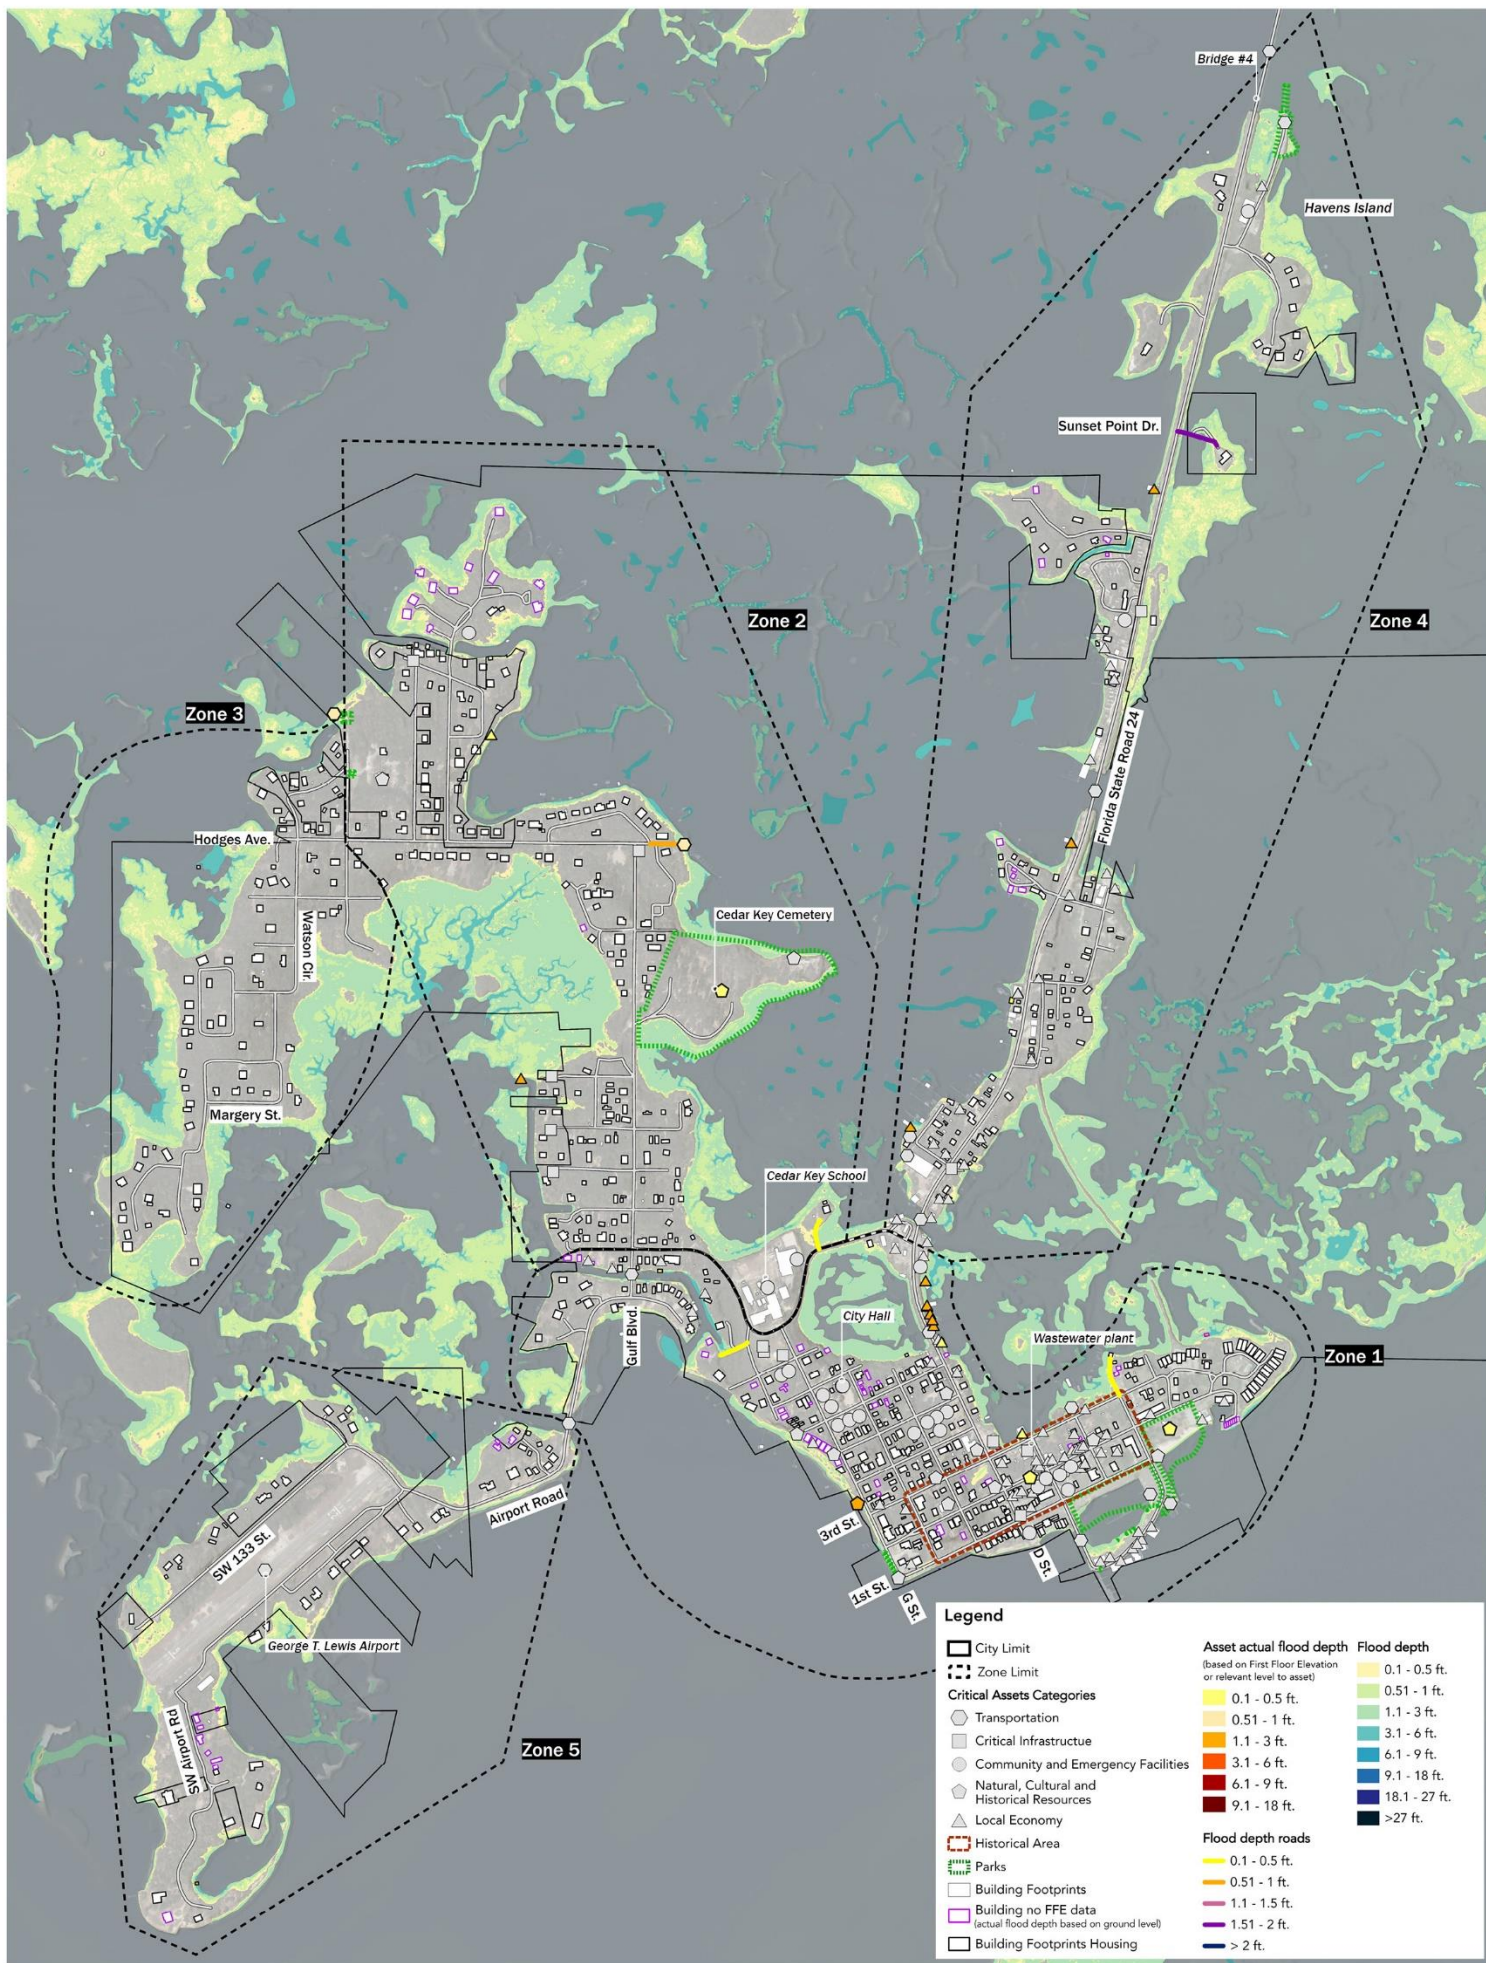 Bridge #4
Havens Island
Sunset Point Dr.
Zone 2
Zone 4
Zone 3
Florida State Road 24
Hodges Ave.
Cedar Key Cemetery
Watson Cir.
Margery St.
Cedar Key School
City Hall
Wastewater plant
Gulf Blvd.
Zone 1
Airport Road
3rd St.
SW 133 St.
D St.
1st St.
G St.
George T. Lewis Airport
SW Airport Rd
Zone 5
Legend
City Limit
Zone Limit
Critical Assets Categories
Transportation
Critical Infrastructue
Community and Emergency Facilities
Natural, Cultural and
Historical Resources
Local Economy
Historical Area
Parks
Building Footprints
Building no FFE data
(actual flood depth based on ground level)
Building Footprints Housing
Asset actual flood depth
(based on First Floor Elevation
or relevant level to asset)
0.1 - 0.5 ft.
0.51 - 1 ft.
1.1 - 3 ft.
3.1 - 6 ft.
6.1 - 9 ft.
9.1 - 18 ft.
Flood depth roads
0.1 - 0.5 ft.
0.51 - 1 ft.
1.1 - 1.5 ft.
1.51 - 2 ft.
> 2 ft.
Flood depth
0.1 - 0.5 ft.
0.51 - 1 ft.
1.1 - 3 ft.
3.1 - 6 ft.
6.1 - 9 ft.
9.1 - 18 ft.
18.1 - 27 ft.
>27 ft.